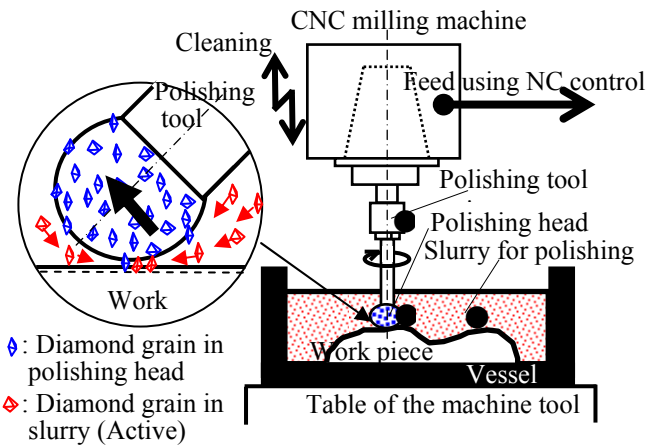 CNC milling machine
Cleaning
Feed using NC control
Polishing
tool
Polishing tool
Polishing head
Slurry for polishing
Work
Work piece
Vessel
Table of the machine tool
: Diamond grain in
polishing head
: Diamond grain in
slurry (Active)